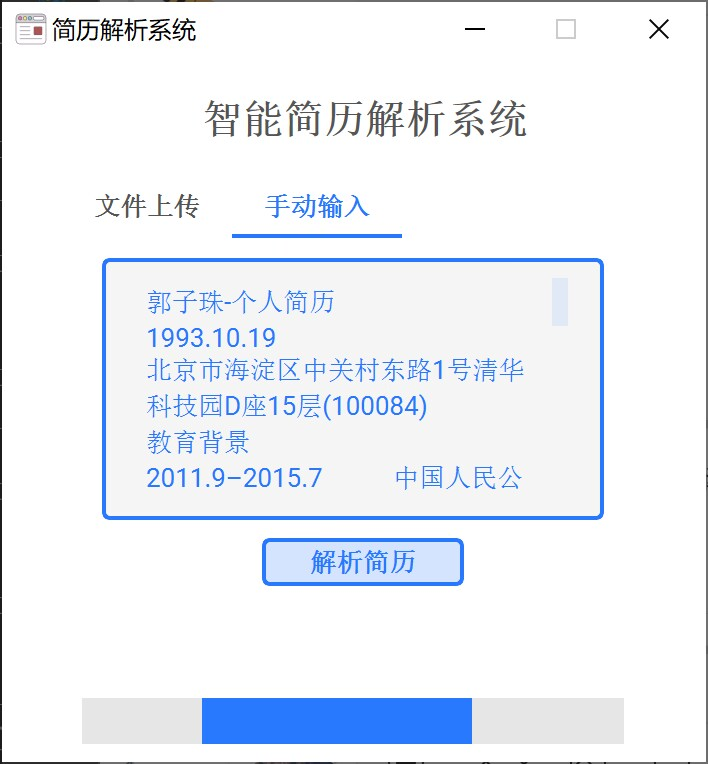 简历解析系统
智能简历解析系统
文件上传
手动输入
郭子珠-个人简历
1993.10.19
北京市海淀区中关村东路1号清华
科技园D座15层(100084)
教育背景
2011.9–2015.7 中国人民公
解析简历